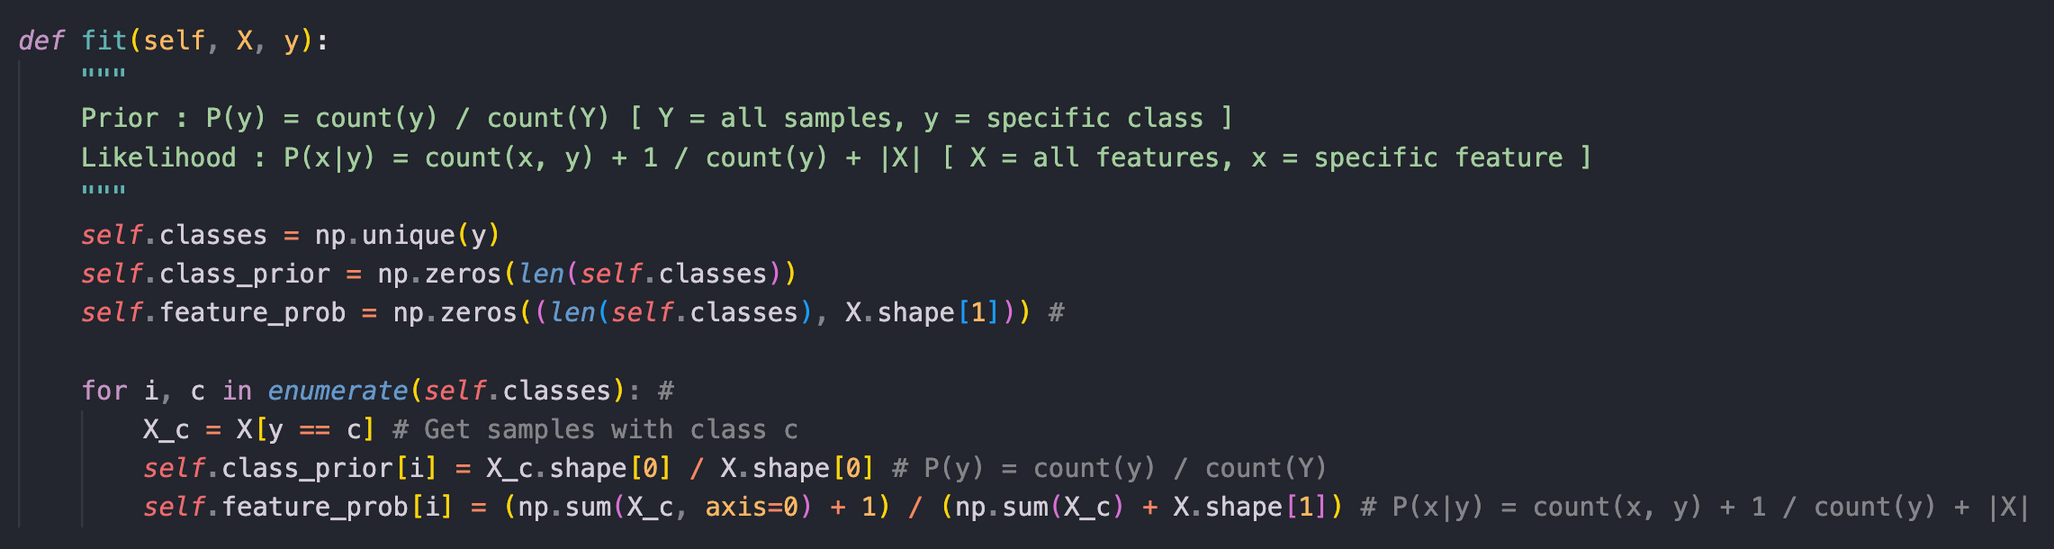 def fit(self, X, y):
    """
    Prior : P(y) = count(y) / count(Y) [ Y = all samples, y = specific class ]
    Likelihood : P(x|y) = count(x, y) + 1 / count(y) + |X| [ X = all features, x = specific feature ]
    """
    self.classes = np.unique(y)
    self.class_prior = np.zeros(len(self.classes))
    self.feature_prob = np.zeros((len(self.classes), X.shape[1])) #
    for i, c in enumerate(self.classes): #
        X_c = X[y == c] # Get samples with class c
        self.class_prior[i] = X_c.shape[0] / X.shape[0] # P(y) = count(y) / count(Y)
        self.feature_prob[i] = (np.sum(X_c, axis=0) + 1) / (np.sum(X_c) + X.shape[1]) # P(x|y) = count(x, y) + 1 / count(y) + |X|